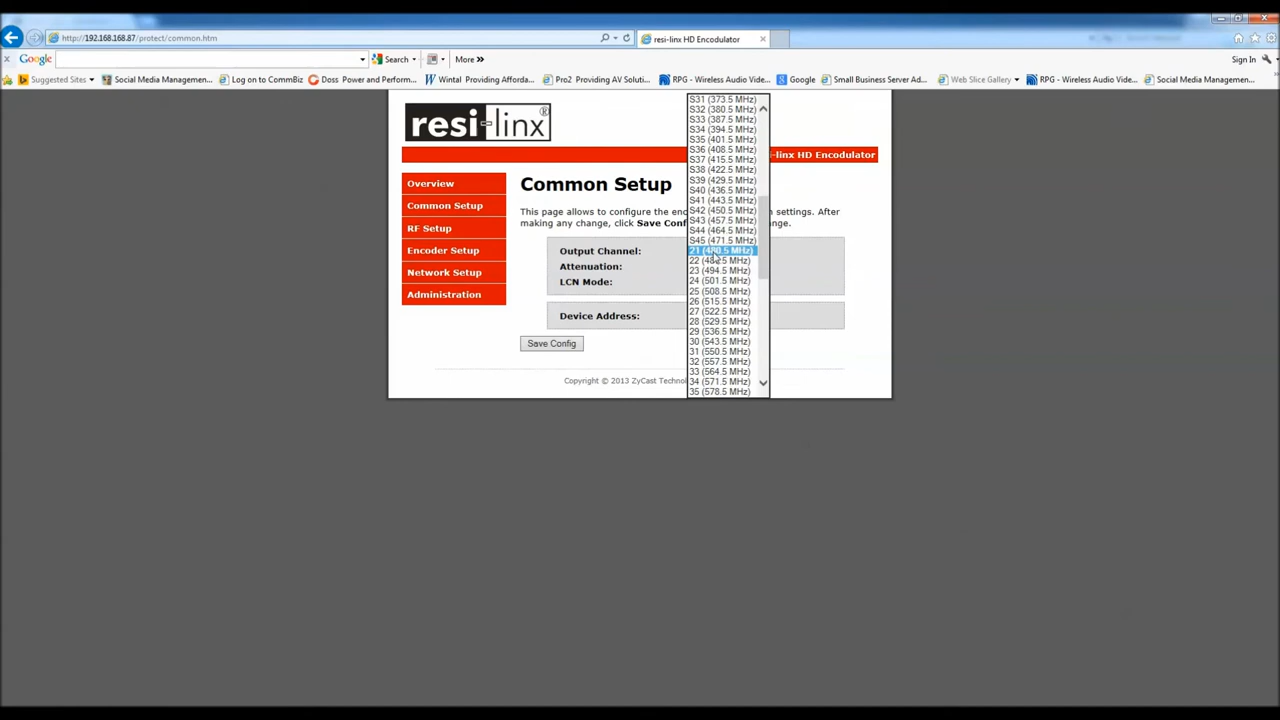 http://192.168.168.87/protect/common.htm
resi-linx HD Encodulator
Google
Search
More »
Sign In
Suggested Sites
Social Media Managemen...
Log on to CommBiz
Doss Power and Perform...
Wintal Providing Afforda...
Pro2 Providing AV Soluti...
RPG - Wireless Audio Vide...
Google
Small Business Server Ad...
Web Slice Gallery
RPG - Wireless Audio Vide...
Social Media Managemen...
resi-linx®
-linx HD Encodulator
Overview
Common Setup
RF Setup
Encoder Setup
Network Setup
Administration
Common Setup
This page allows to configure the en settings. After
making any change, click Save Conf nge.
Output Channel:
Attenuation:
LCN Mode:
Device Address:
Save Config
Copyright © 2013 ZyCast Techno
S31 (373.5 MHz)
S32 (380.5 MHz)
S33 (387.5 MHz)
S34 (394.5 MHz)
S35 (401.5 MHz)
S36 (408.5 MHz)
S37 (415.5 MHz)
S38 (422.5 MHz)
S39 (429.5 MHz)
S40 (436.5 MHz)
S41 (443.5 MHz)
S42 (450.5 MHz)
S43 (457.5 MHz)
S44 (464.5 MHz)
S45 (471.5 MHz)
21 (480.5 MHz)
22 (48 .5 MHz)
23 (494.5 MHz)
24 (501.5 MHz)
25 (508.5 MHz)
26 (515.5 MHz)
27 (522.5 MHz)
28 (529.5 MHz)
29 (536.5 MHz)
30 (543.5 MHz)
31 (550.5 MHz)
32 (557.5 MHz)
33 (564.5 MHz)
34 (571.5 MHz)
35 (578.5 MHz)